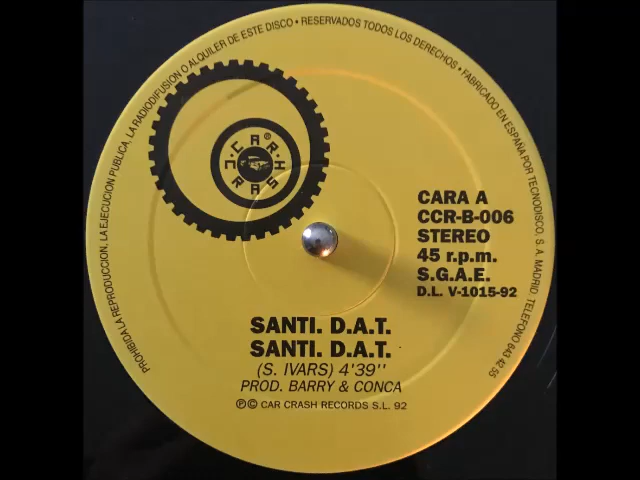 PROHIBIDA LA REPRODUCCION, LA EJECUCION PUBLICA, LA RADIODIFUSION O ALQUILER DE ESTE DISCO • RESERVADOS TODOS LOS DERECHOS • FABRICADO EN ESPAÑA POR TECNODISCO, S. A. MADRID. TELEFONO 643 42 55
CAR CRASH ®
CARA A
CCR-B-006
STEREO
45 r.p.m.
S.G.A.E.
D.L. V-1015-92
SANTI. D.A.T.
SANTI. D.A.T.
(S. IVARS) 4'39''
PROD. BARRY & CONCA
℗© CAR CRASH RECORDS S.L. 92